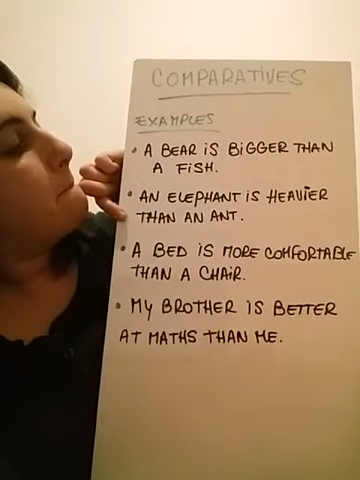 COMPARATIVES
EXAMPLES
• A BEAR IS BIGGER THAN
A FISH.
• AN ELEPHANT IS HEAVIER
THAN AN ANT.
• A BED IS MORE COMFORTABLE
THAN A CHAIR.
• MY BROTHER IS BETTER
AT MATHS THAN ME.